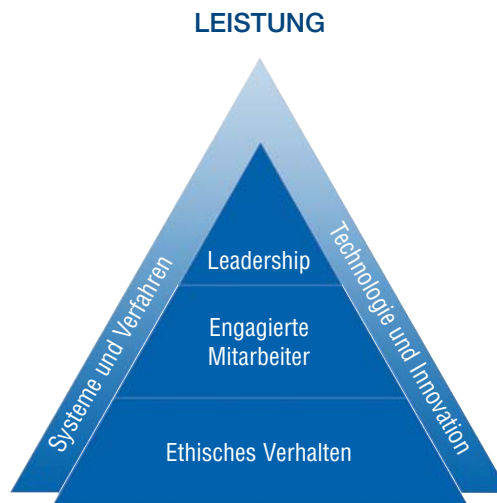 LEISTUNG
Systeme und Verfahren
Technologie und Innovation
Leadership
Engagierte
Mitarbeiter
Ethisches Verhalten